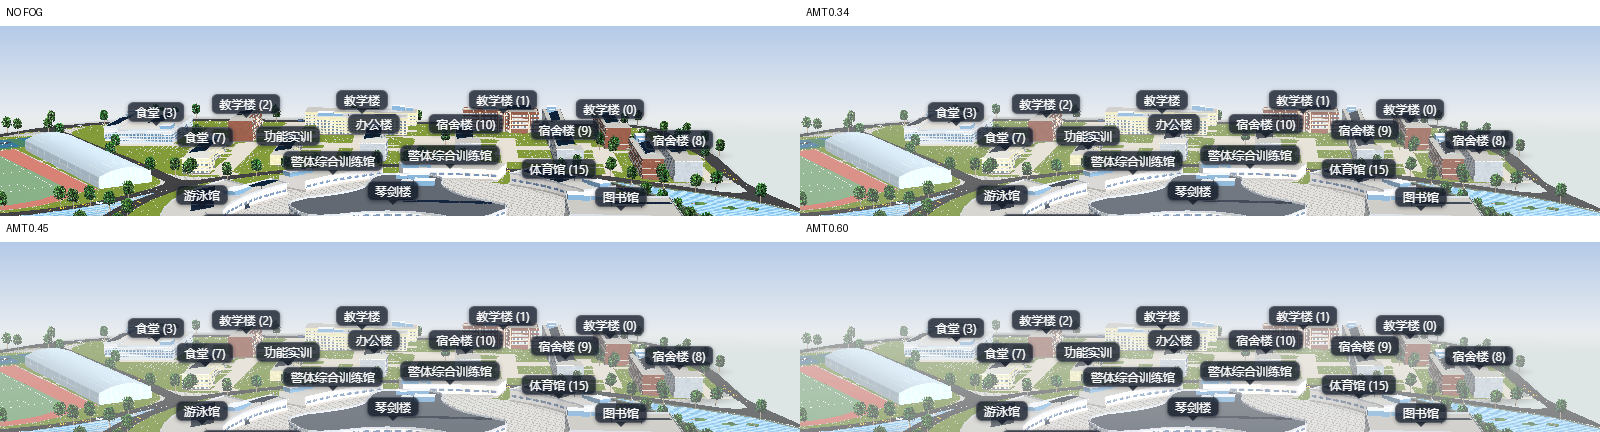 NO FOG
AMT 0.34
食堂 (3)
教学楼 (2)
教学楼
教学楼 (1)
教学楼 (0)
食堂 (7)
功能实训
办公楼
宿舍楼 (10)
宿舍楼 (9)
宿舍楼 (8)
警体综合训练馆
警体综合训练馆
体育馆 (15)
游泳馆
琴剑楼
图书馆
食堂 (3)
教学楼 (2)
教学楼
教学楼 (1)
教学楼 (0)
食堂 (7)
功能实训
办公楼
宿舍楼 (10)
宿舍楼 (9)
宿舍楼 (8)
警体综合训练馆
警体综合训练馆
体育馆 (15)
游泳馆
琴剑楼
图书馆
AMT 0.45
AMT 0.60
食堂 (3)
教学楼 (2)
教学楼
教学楼 (1)
教学楼 (0)
食堂 (7)
功能实训
办公楼
宿舍楼 (10)
宿舍楼 (9)
宿舍楼 (8)
警体综合训练馆
警体综合训练馆
体育馆 (15)
游泳馆
琴剑楼
图书馆
食堂 (3)
教学楼 (2)
教学楼
教学楼 (1)
教学楼 (0)
食堂 (7)
功能实训
办公楼
宿舍楼 (10)
宿舍楼 (9)
宿舍楼 (8)
警体综合训练馆
警体综合训练馆
体育馆 (15)
游泳馆
琴剑楼
图书馆